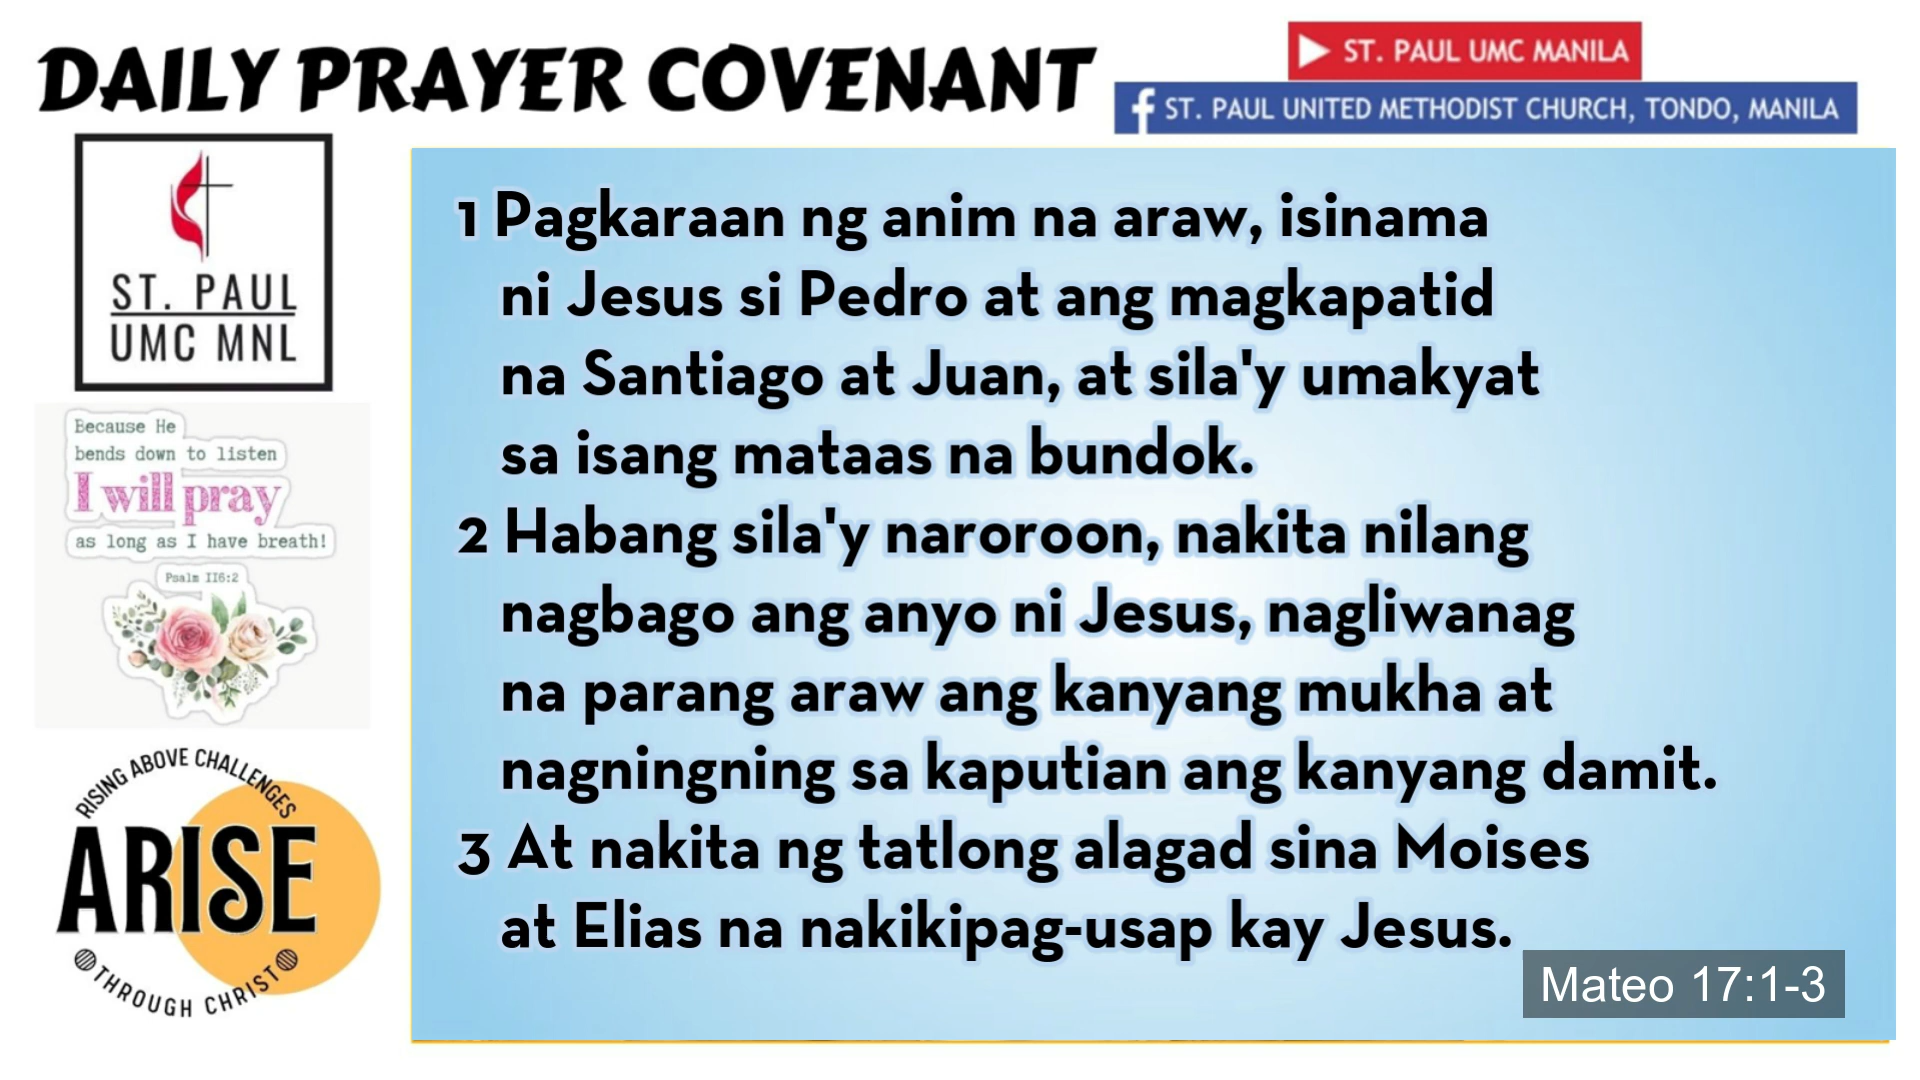 DAILY PRAYER COVENANT
ST. PAUL UMC MANILA
f ST. PAUL UNITED METHODIST CHURCH, TONDO, MANILA
ST. PAUL
UMC MNL
Because He
bends down to listen
I will pray
as long as I have breath!
Psalm 116:2
RISING ABOVE CHALLENGES
ARISE
THROUGH CHRIST
1 Pagkaraan ng anim na araw, isinama
ni Jesus si Pedro at ang magkapatid
na Santiago at Juan, at sila'y umakyat
sa isang mataas na bundok.
2 Habang sila'y naroroon, nakita nilang
nagbago ang anyo ni Jesus, nagliwanag
na parang araw ang kanyang mukha at
nagningning sa kaputian ang kanyang damit.
3 At nakita ng tatlong alagad sina Moises
at Elias na nakikipag-usap kay Jesus.
Mateo 17:1-3